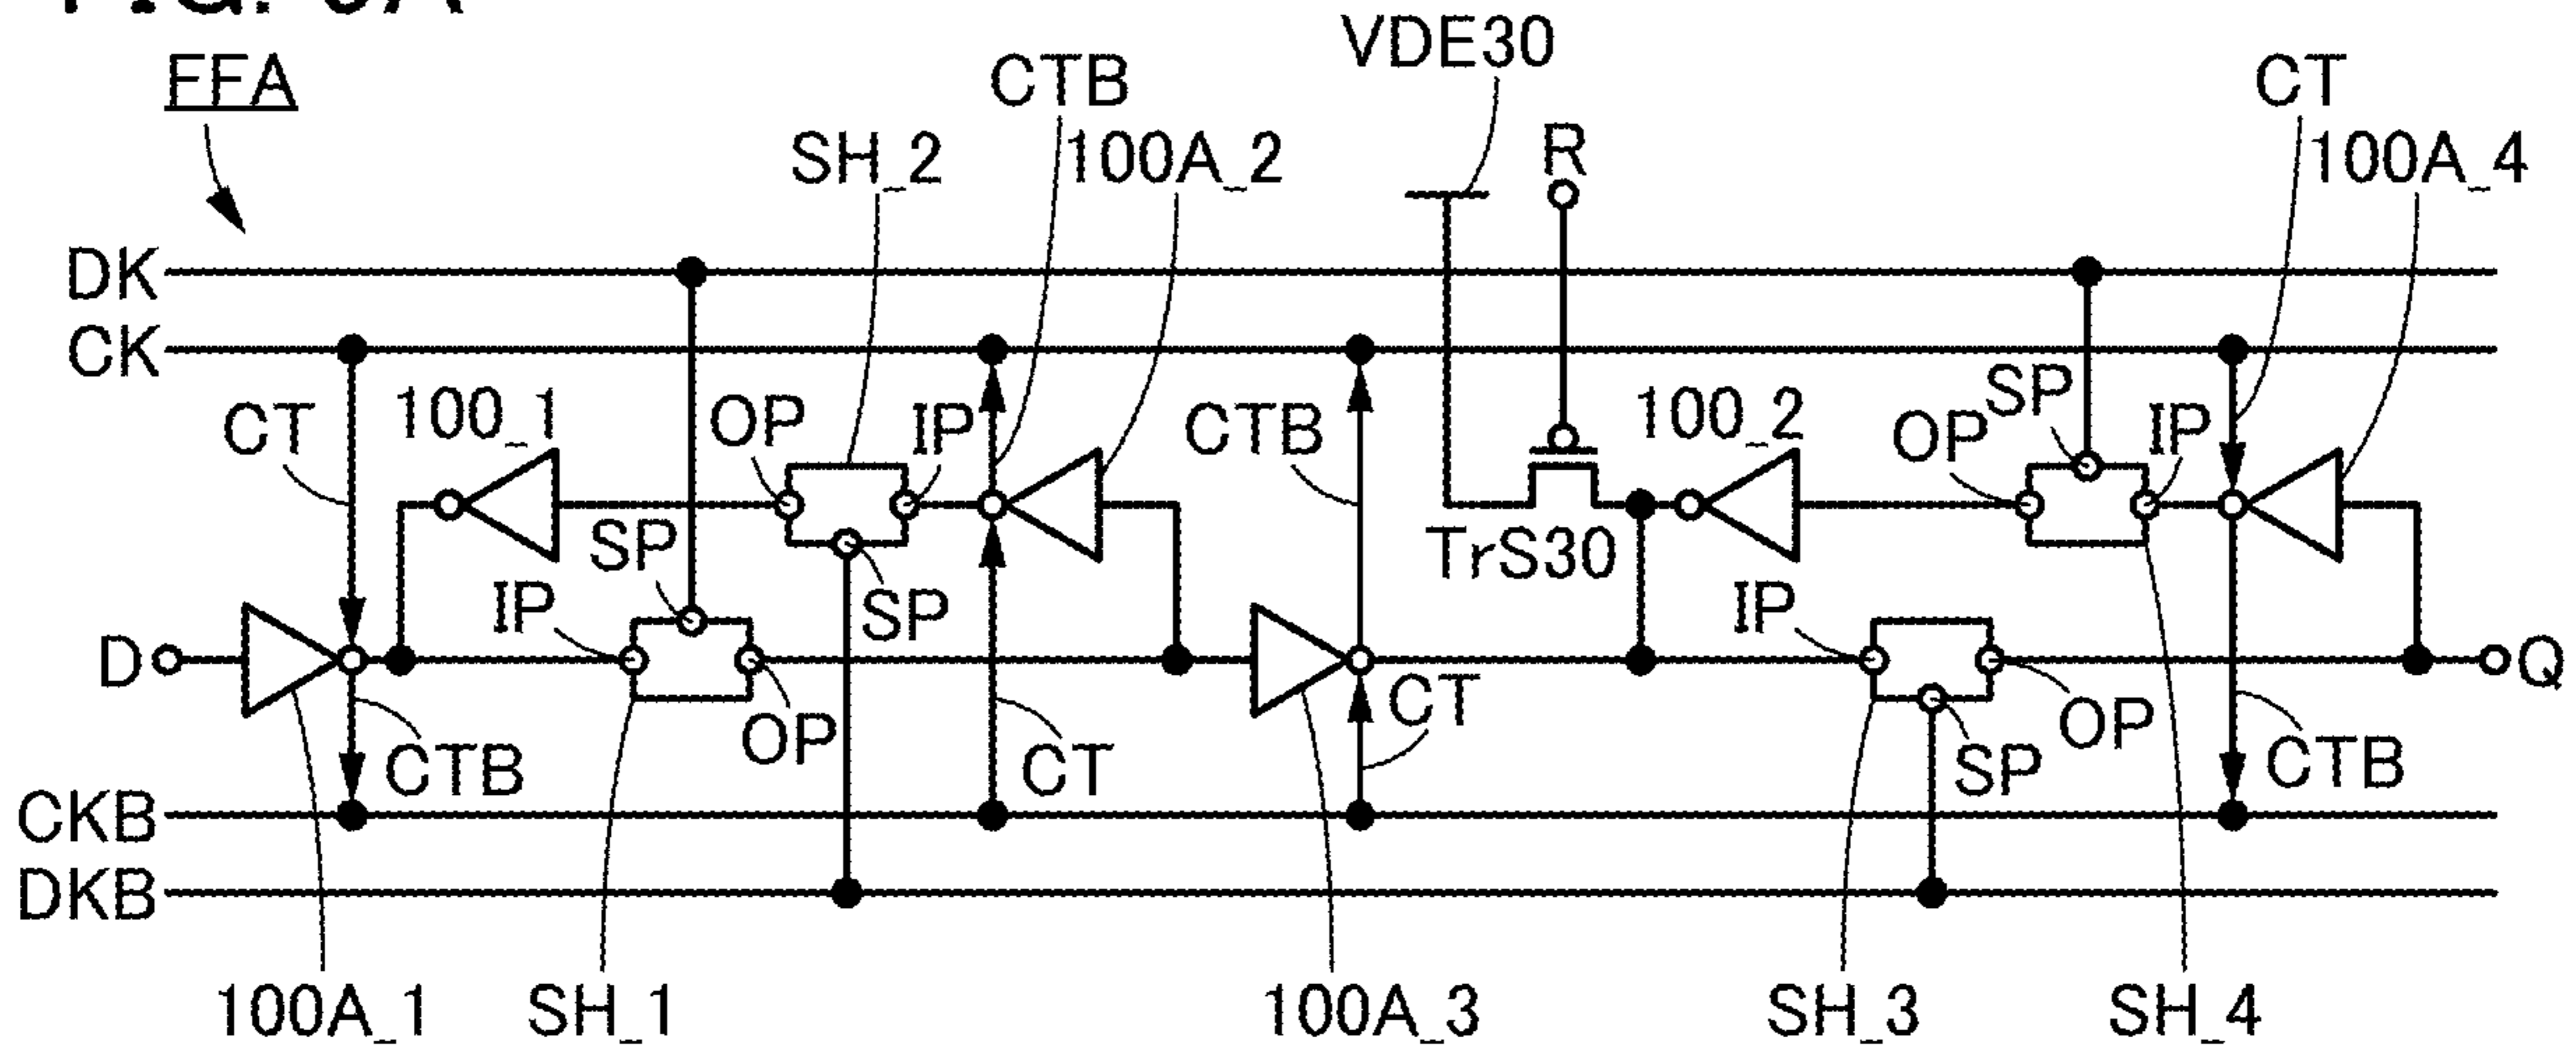 FFA
VDE30
CTB
CT
SH_2
100A_2
R
100A_4
DK
CK
SP
CT
100_1
OP
IP
CTB
100_2
OP
IP
SP
TrS30
IP
SP
IP
D
Q
OP
CT
OP
CTB
CT
SP
CTB
CKB
DKB
100A_1
SH_1
100A_3
SH_3
SH_4